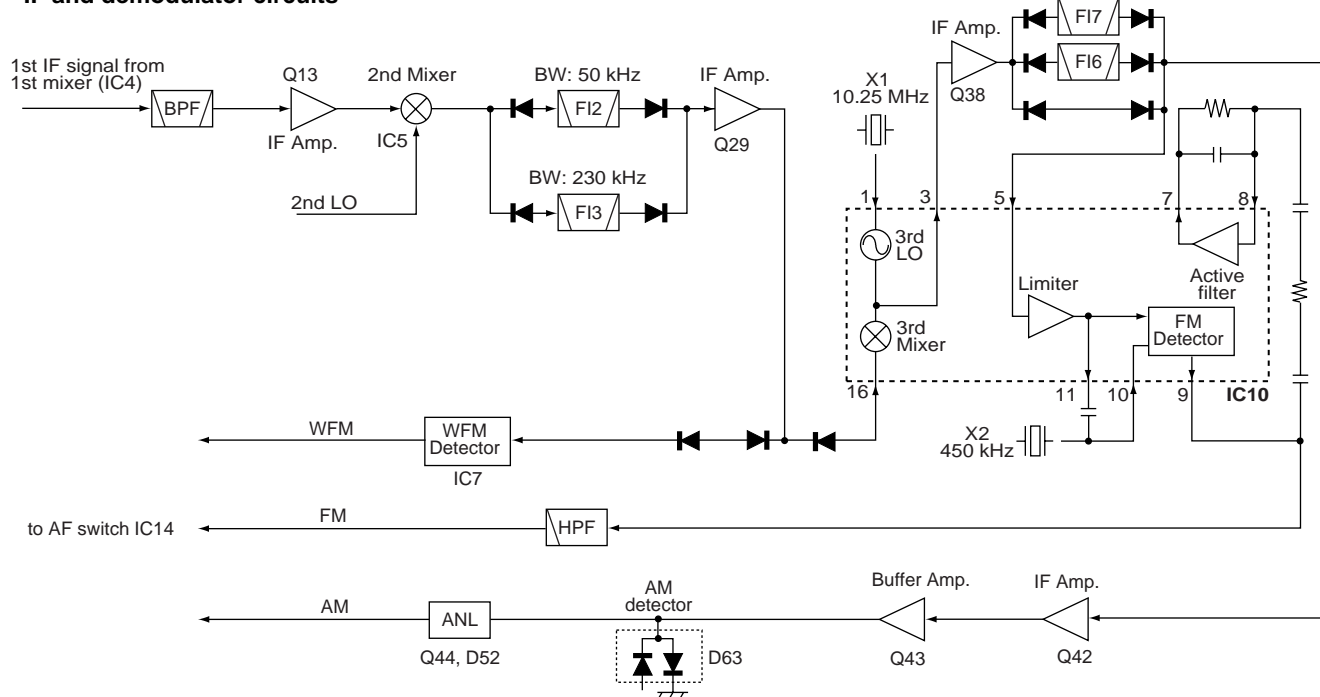 IF and demodulator circuits
1st IF signal from
1st mixer (IC4)
BPF
Q13
IF Amp.
2nd Mixer
IC5
2nd LO
BW: 50 kHz
FI2
BW: 230 kHz
FI3
IF Amp.
Q29
X1
10.25 MHz
IF Amp.
Q38
FI7
FI6
1
3
5
7
8
3rd
LO
3rd
Mixer
Limiter
Active
filter
FM
Detector
16
11
10
9
IC10
X2
450 kHz
WFM
WFM
Detector
IC7
to AF switch IC14
FM
HPF
AM
ANL
Q44, D52
AM
detector
D63
Buffer Amp.
Q43
IF Amp.
Q42